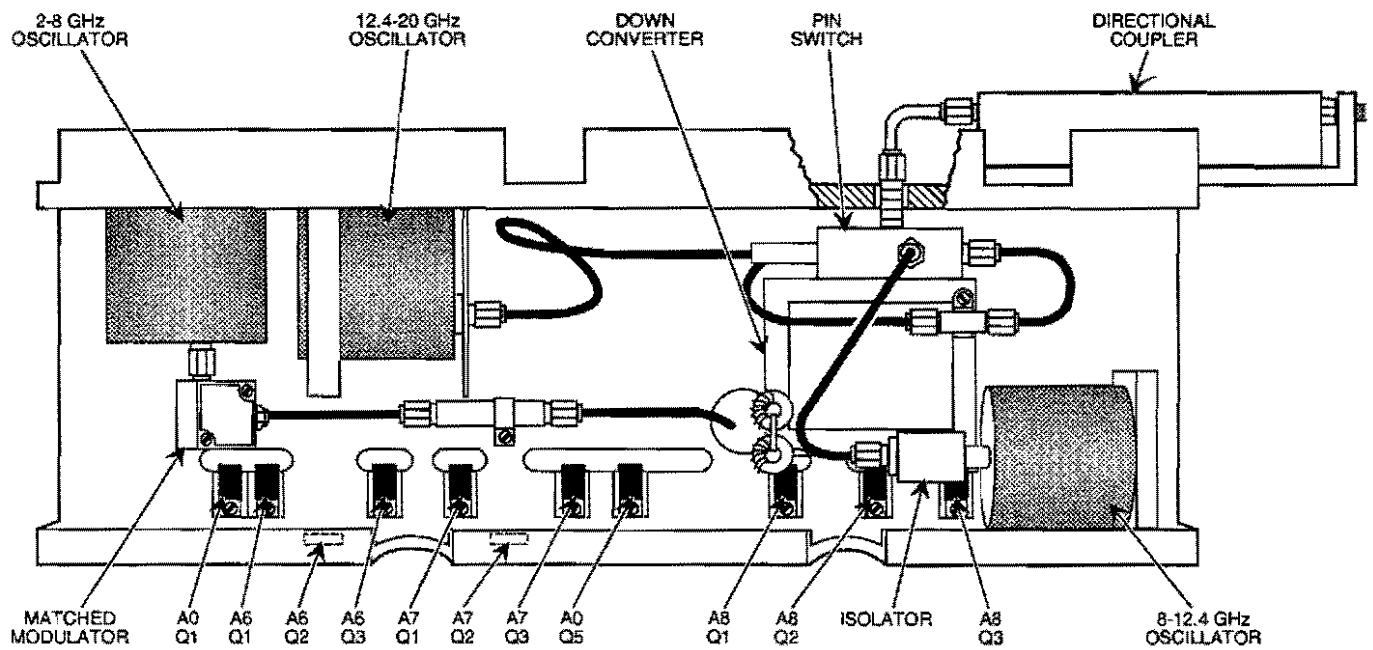 2-8 GHz
OSCILLATOR
12.4-20 GHz
OSCILLATOR
DOWN
CONVERTER
PIN
SWITCH
DIRECTIONAL
COUPLER
MATCHED
MODULATOR
A0
Q1
A6
Q1
A6
Q2
A6
Q3
A7
Q1
A7
Q2
A7
Q3
A0
Q5
A8
Q1
A8
Q2
ISOLATOR
A8
Q3
8-12.4 GHz
OSCILLATOR